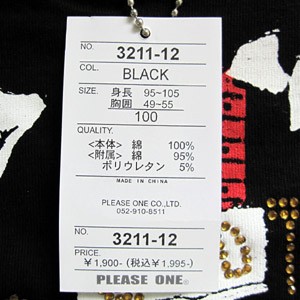 NO. 3211-12
COL. BLACK
SIZE. 身長 95~105
胸囲 49~55
100
QUALITY.
<本体> 綿 100%
<附属> 綿 95%
ポリウレタン 5%
MADE IN CHINA
PLEASE ONE CO.,LTD.
052-910-8511
NO. 3211-12
PRICE. ¥1,900- (税込¥1,995-)
PLEASE ONE.